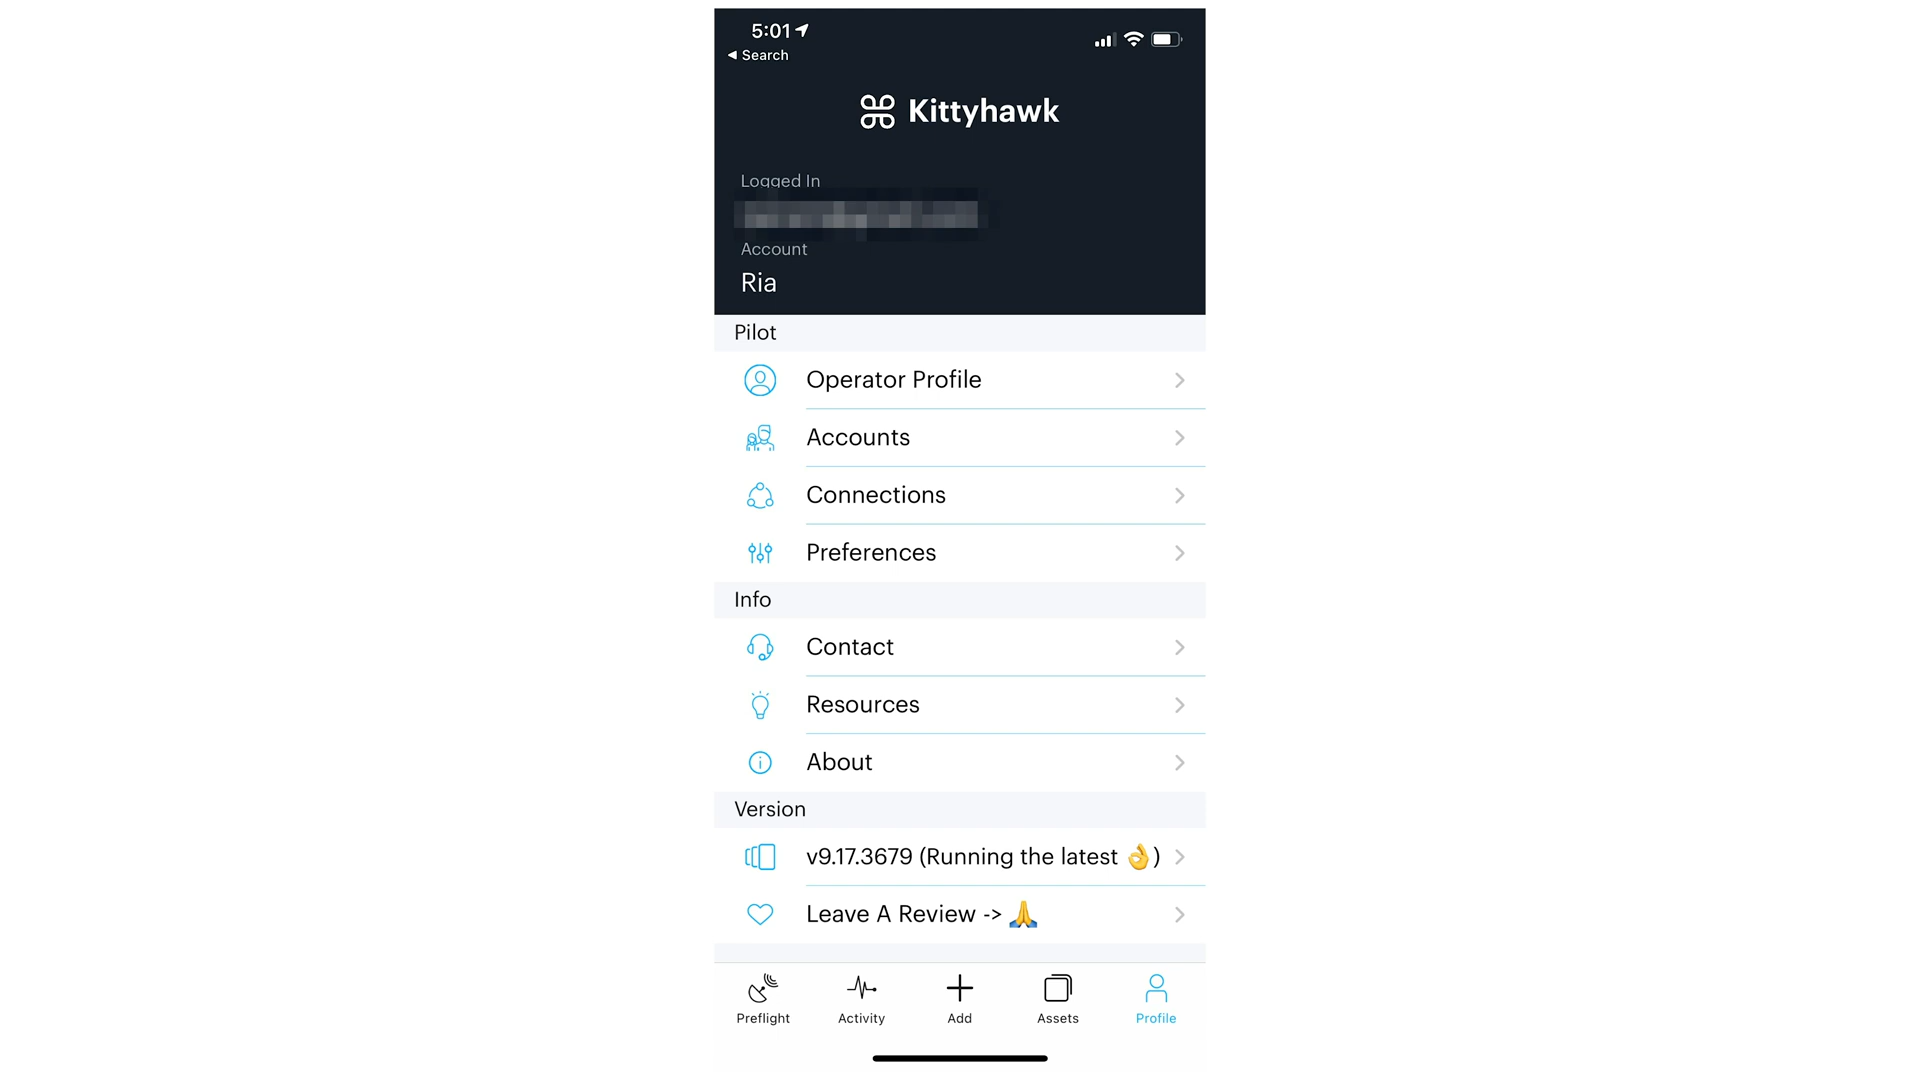 5:01
◀ Search
Kittyhawk
Logged In
Account
Ria
Pilot
Operator Profile
Accounts
Connections
Preferences
Info
Contact
Resources
About
Version
v9.17.3679 (Running the latest 👌)
Leave A Review -> 🙏
Preflight
Activity
Add
Assets
Profile